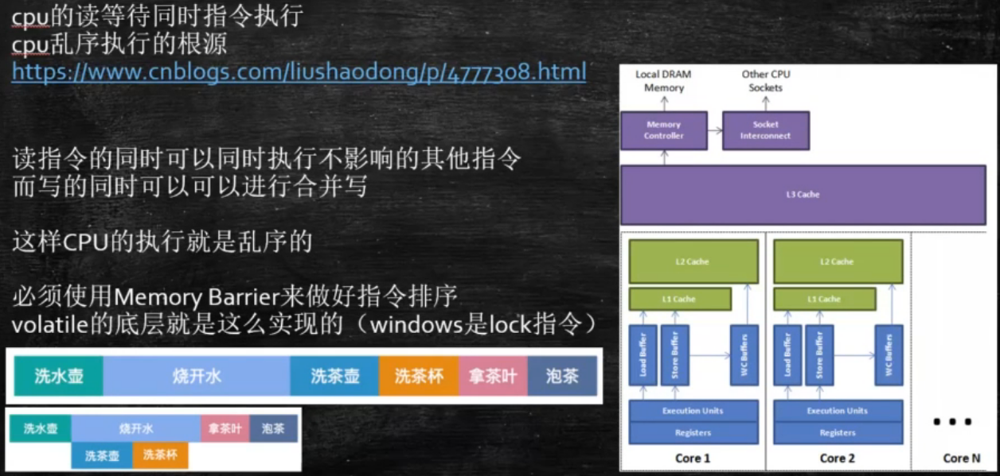 cpu的读等待同时指令执行
cpu乱序执行的根源
https://www.cnblogs.com/liushaodong/p/4777308.html
读指令的同时可以同时执行不影响的其他指令
而写的同时可以可以进行合并写
这样CPU的执行就是乱序的
必须使用Memory Barrier来做好指令排序
volatile的底层就是这么实现的（windows是lock指令）
洗水壶 烧开水 洗茶壶 洗茶杯 拿茶叶 泡茶
洗水壶 烧开水 拿茶叶 泡茶
洗茶壶 洗茶杯
Local DRAM
Memory
Other CPU
Sockets
Memory
Controller
Socket
Interconnect
L3 Cache
L2 Cache
L1 Cache
Load Buffer
Store Buffer
WC Buffers
Execution Units
Registers
Core 1
L2 Cache
L1 Cache
Load Buffer
Store Buffer
WC Buffers
Execution Units
Registers
Core 2
...
Core N